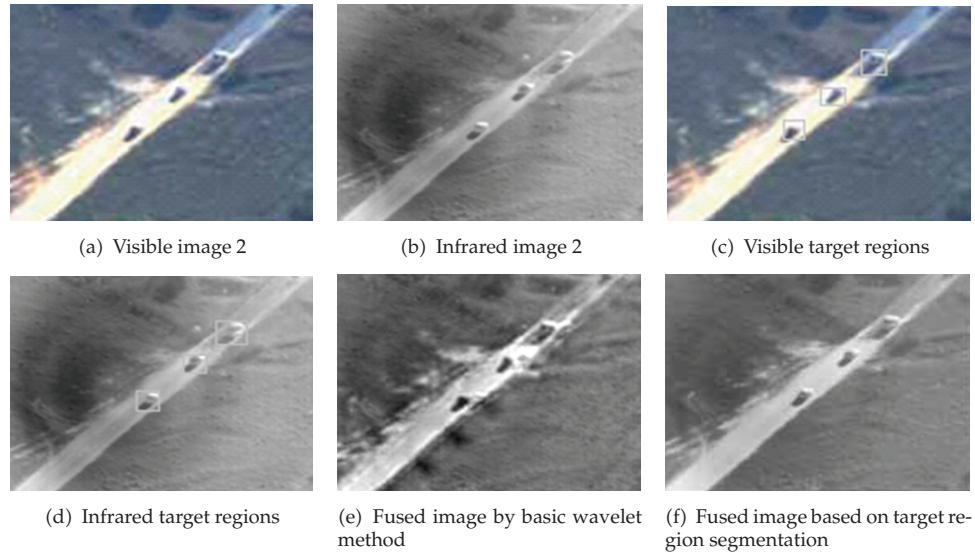 (a) Visible image 2
(b) Infrared image 2
(c) Visible target regions
(d) Infrared target regions
(e) Fused image by basic wavelet
method
(f) Fused image based on target re-
gion segmentation